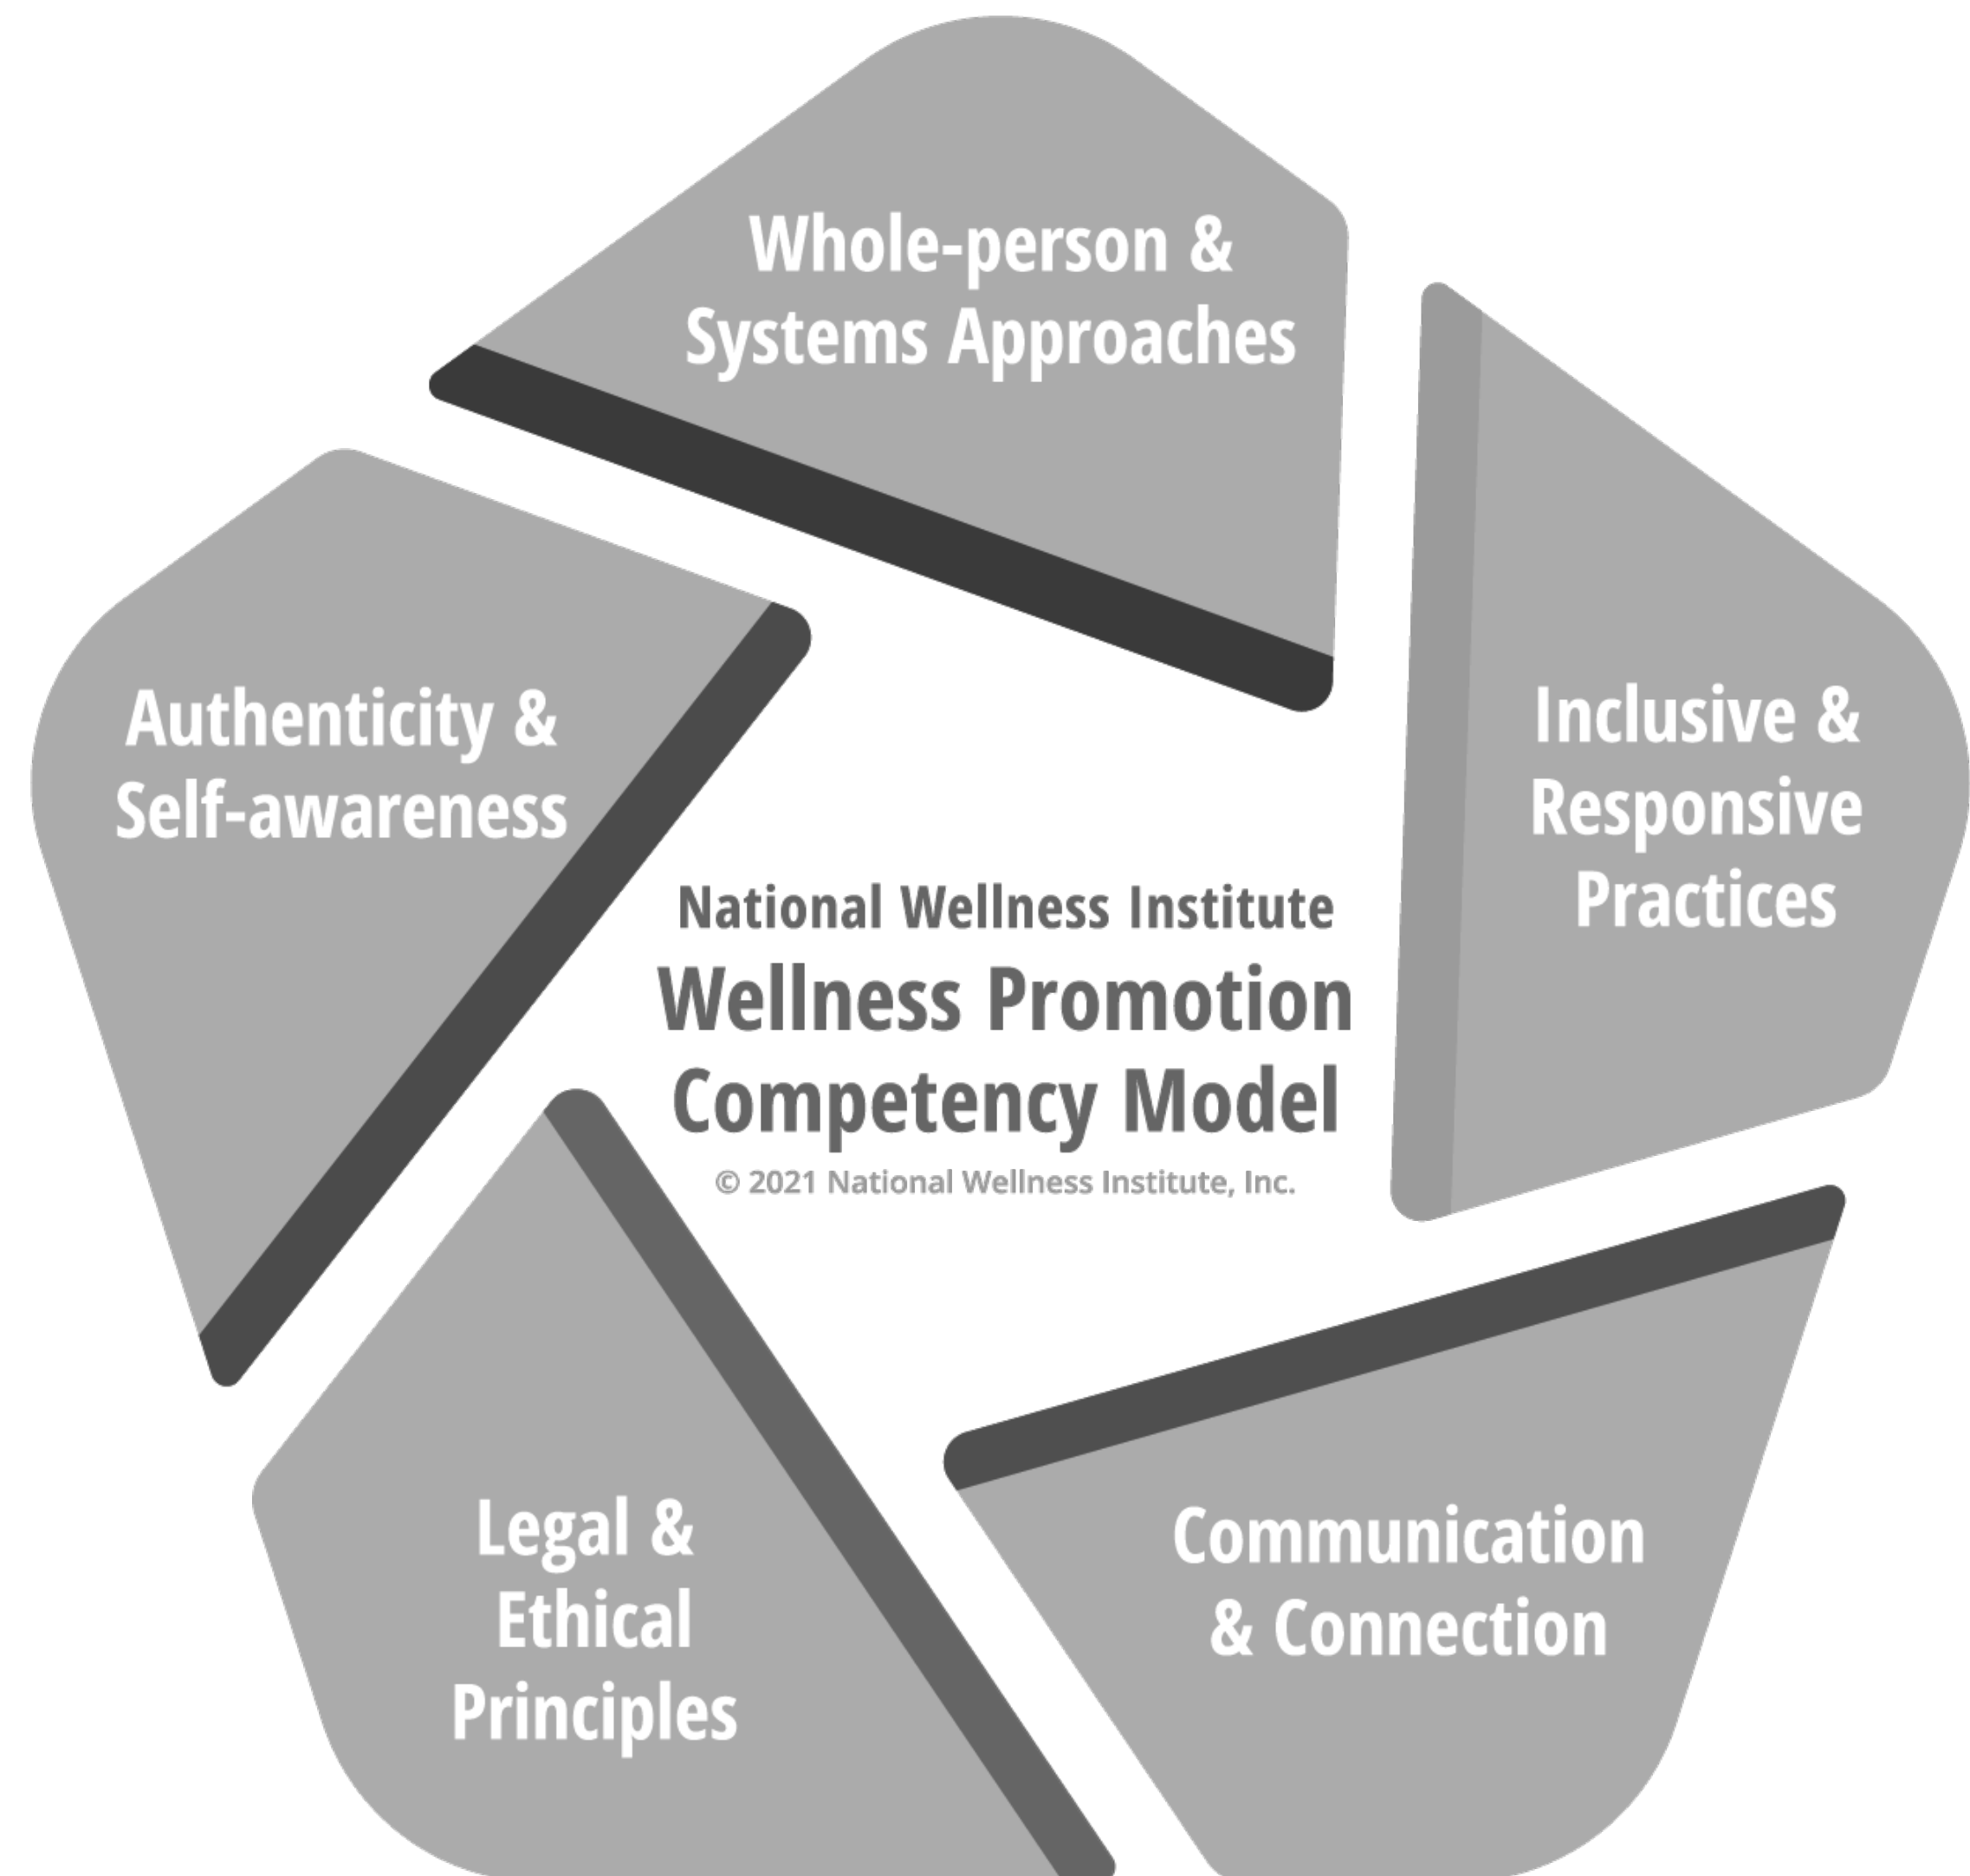 Whole-person &
Systems Approaches
Authenticity &
Self-awareness
Inclusive &
Responsive
Practices
National Wellness Institute
Wellness Promotion
Competency Model
© 2021 National Wellness Institute, Inc.
Legal &
Ethical
Principles
Communication
& Connection